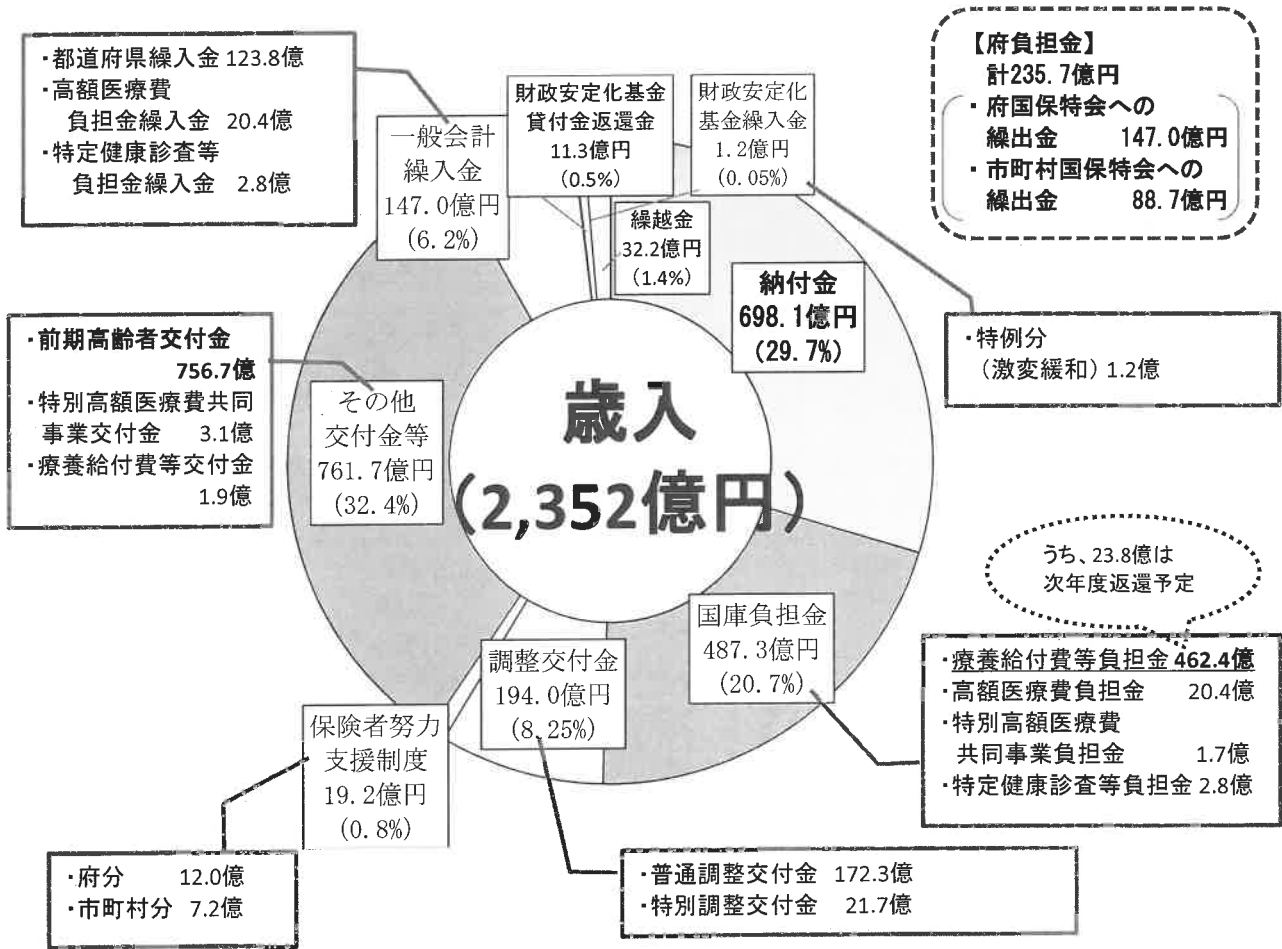 ・都道府県繰入金 123.8億
・高額医療費
負担金繰入金 20.4億
・特定健康診査等
負担金繰入金 2.8億
一般会計
繰入金
147.0億円
(6.2%)
財政安定化基金
貸付金返還金
11.3億円
(0.5%)
財政安定化
基金繰入金
1.2億円
(0.05%)
繰越金
32.2億円
(1.4%)
【府負担金】
計235.7億円
・府国保特会への
繰出金 147.0億円
・市町村国保特会への
繰出金 88.7億円
納付金
698.1億円
(29.7%)
・特例分
（激変緩和）1.2億
・前期高齢者交付金
756.7億
・特別高額医療費共同
事業交付金 3.1億
・療養給付費等交付金
1.9億
その他
交付金等
761.7億円
(32.4%)
歳入
（2,352億円）
うち、23.8億は
次年度返還予定
国庫負担金
487.3億円
(20.7%)
・療養給付費等負担金 462.4億
・高額医療費負担金 20.4億
・特別高額医療費
共同事業負担金 1.7億
・特定健康診査等負担金 2.8億
調整交付金
194.0億円
(8.25%)
保険者努力
支援制度
19.2億円
(0.8%)
・府分 12.0億
・市町村分 7.2億
・普通調整交付金 172.3億
・特別調整交付金 21.7億